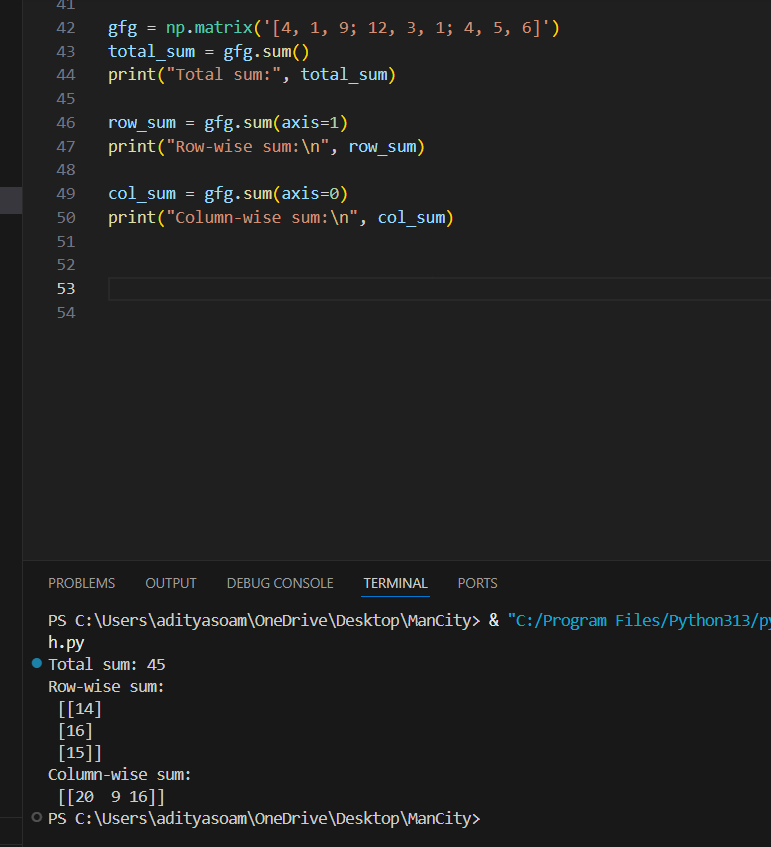 41
42 gfg = np.matrix('[4, 1, 9; 12, 3, 1; 4, 5, 6]')
43 total_sum = gfg.sum()
44 print("Total sum:", total_sum)
45
46 row_sum = gfg.sum(axis=1)
47 print("Row-wise sum:\n", row_sum)
48
49 col_sum = gfg.sum(axis=0)
50 print("Column-wise sum:\n", col_sum)
51
52
53
54
PROBLEMS OUTPUT DEBUG CONSOLE TERMINAL PORTS
PS C:\Users\adityasoam\OneDrive\Desktop\ManCity> & "C:/Program Files/Python313/py
h.py
Total sum: 45
Row-wise sum:
 [[14]
 [16]
 [15]]
Column-wise sum:
 [[20  9 16]]
PS C:\Users\adityasoam\OneDrive\Desktop\ManCity>